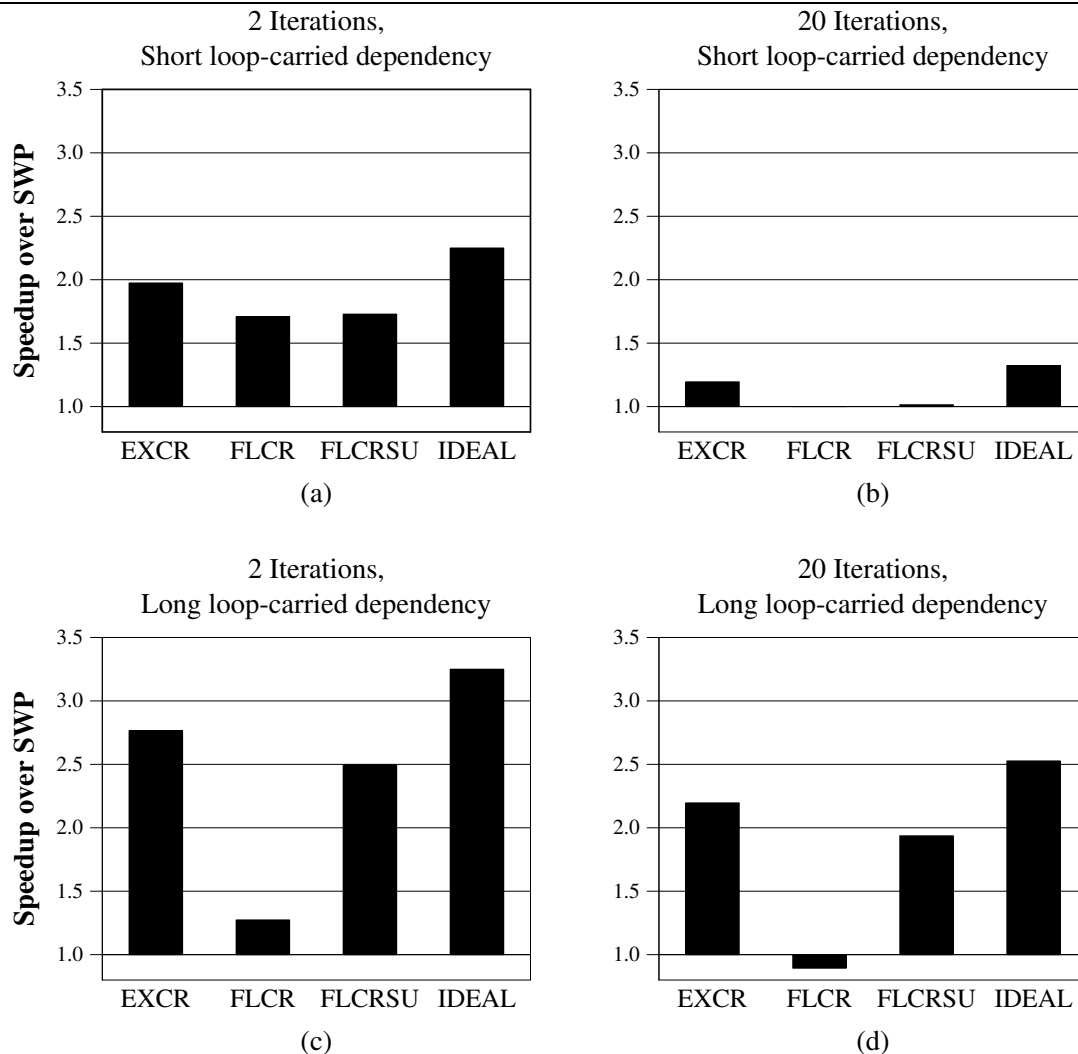 2 Iterations,
Short loop-carried dependency
3.5
3.0
2.5
2.0
1.5
1.0
Speedup over SWP
EXCR FLCR FLCRSU IDEAL
(a)
20 Iterations,
Short loop-carried dependency
3.5
3.0
2.5
2.0
1.5
1.0
EXCR FLCR FLCRSU IDEAL
(b)
2 Iterations,
Long loop-carried dependency
3.5
3.0
2.5
2.0
1.5
1.0
Speedup over SWP
EXCR FLCR FLCRSU IDEAL
(c)
20 Iterations,
Long loop-carried dependency
3.5
3.0
2.5
2.0
1.5
1.0
EXCR FLCR FLCRSU IDEAL
(d)